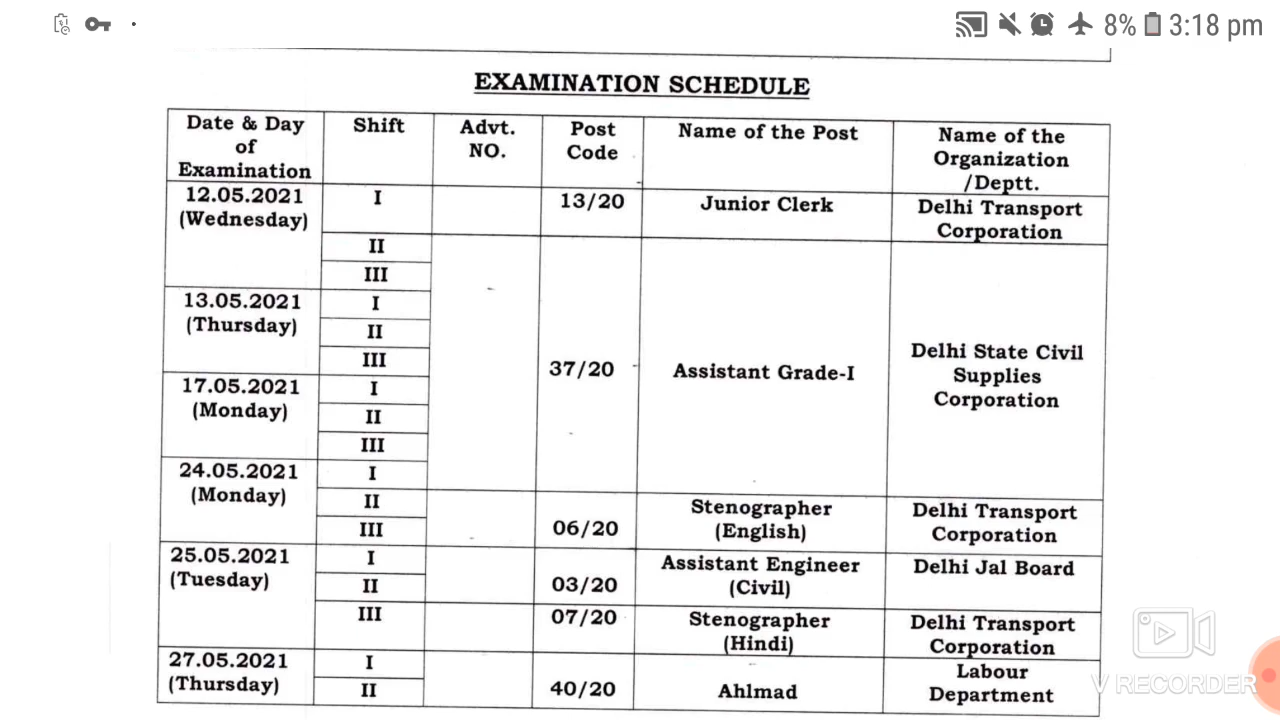 8% 3:18 pm
EXAMINATION SCHEDULE
Date & Day
of
Examination
Shift
Advt.
NO.
Post
Code
Name of the Post
Name of the
Organization
/Deptt.
12.05.2021
(Wednesday)
I
13/20
Junior Clerk
Delhi Transport
Corporation
II
III
13.05.2021
(Thursday)
I
II
III
37/20
Assistant Grade-I
Delhi State Civil
Supplies
Corporation
17.05.2021
(Monday)
I
II
III
24.05.2021
(Monday)
I
II
III
06/20
Stenographer
(English)
Delhi Transport
Corporation
25.05.2021
(Tuesday)
I
II
03/20
Assistant Engineer
(Civil)
Delhi Jal Board
III
07/20
Stenographer
(Hindi)
Delhi Transport
Corporation
27.05.2021
(Thursday)
I
II
40/20
Ahlmad
Labour
Department
V RECORDER